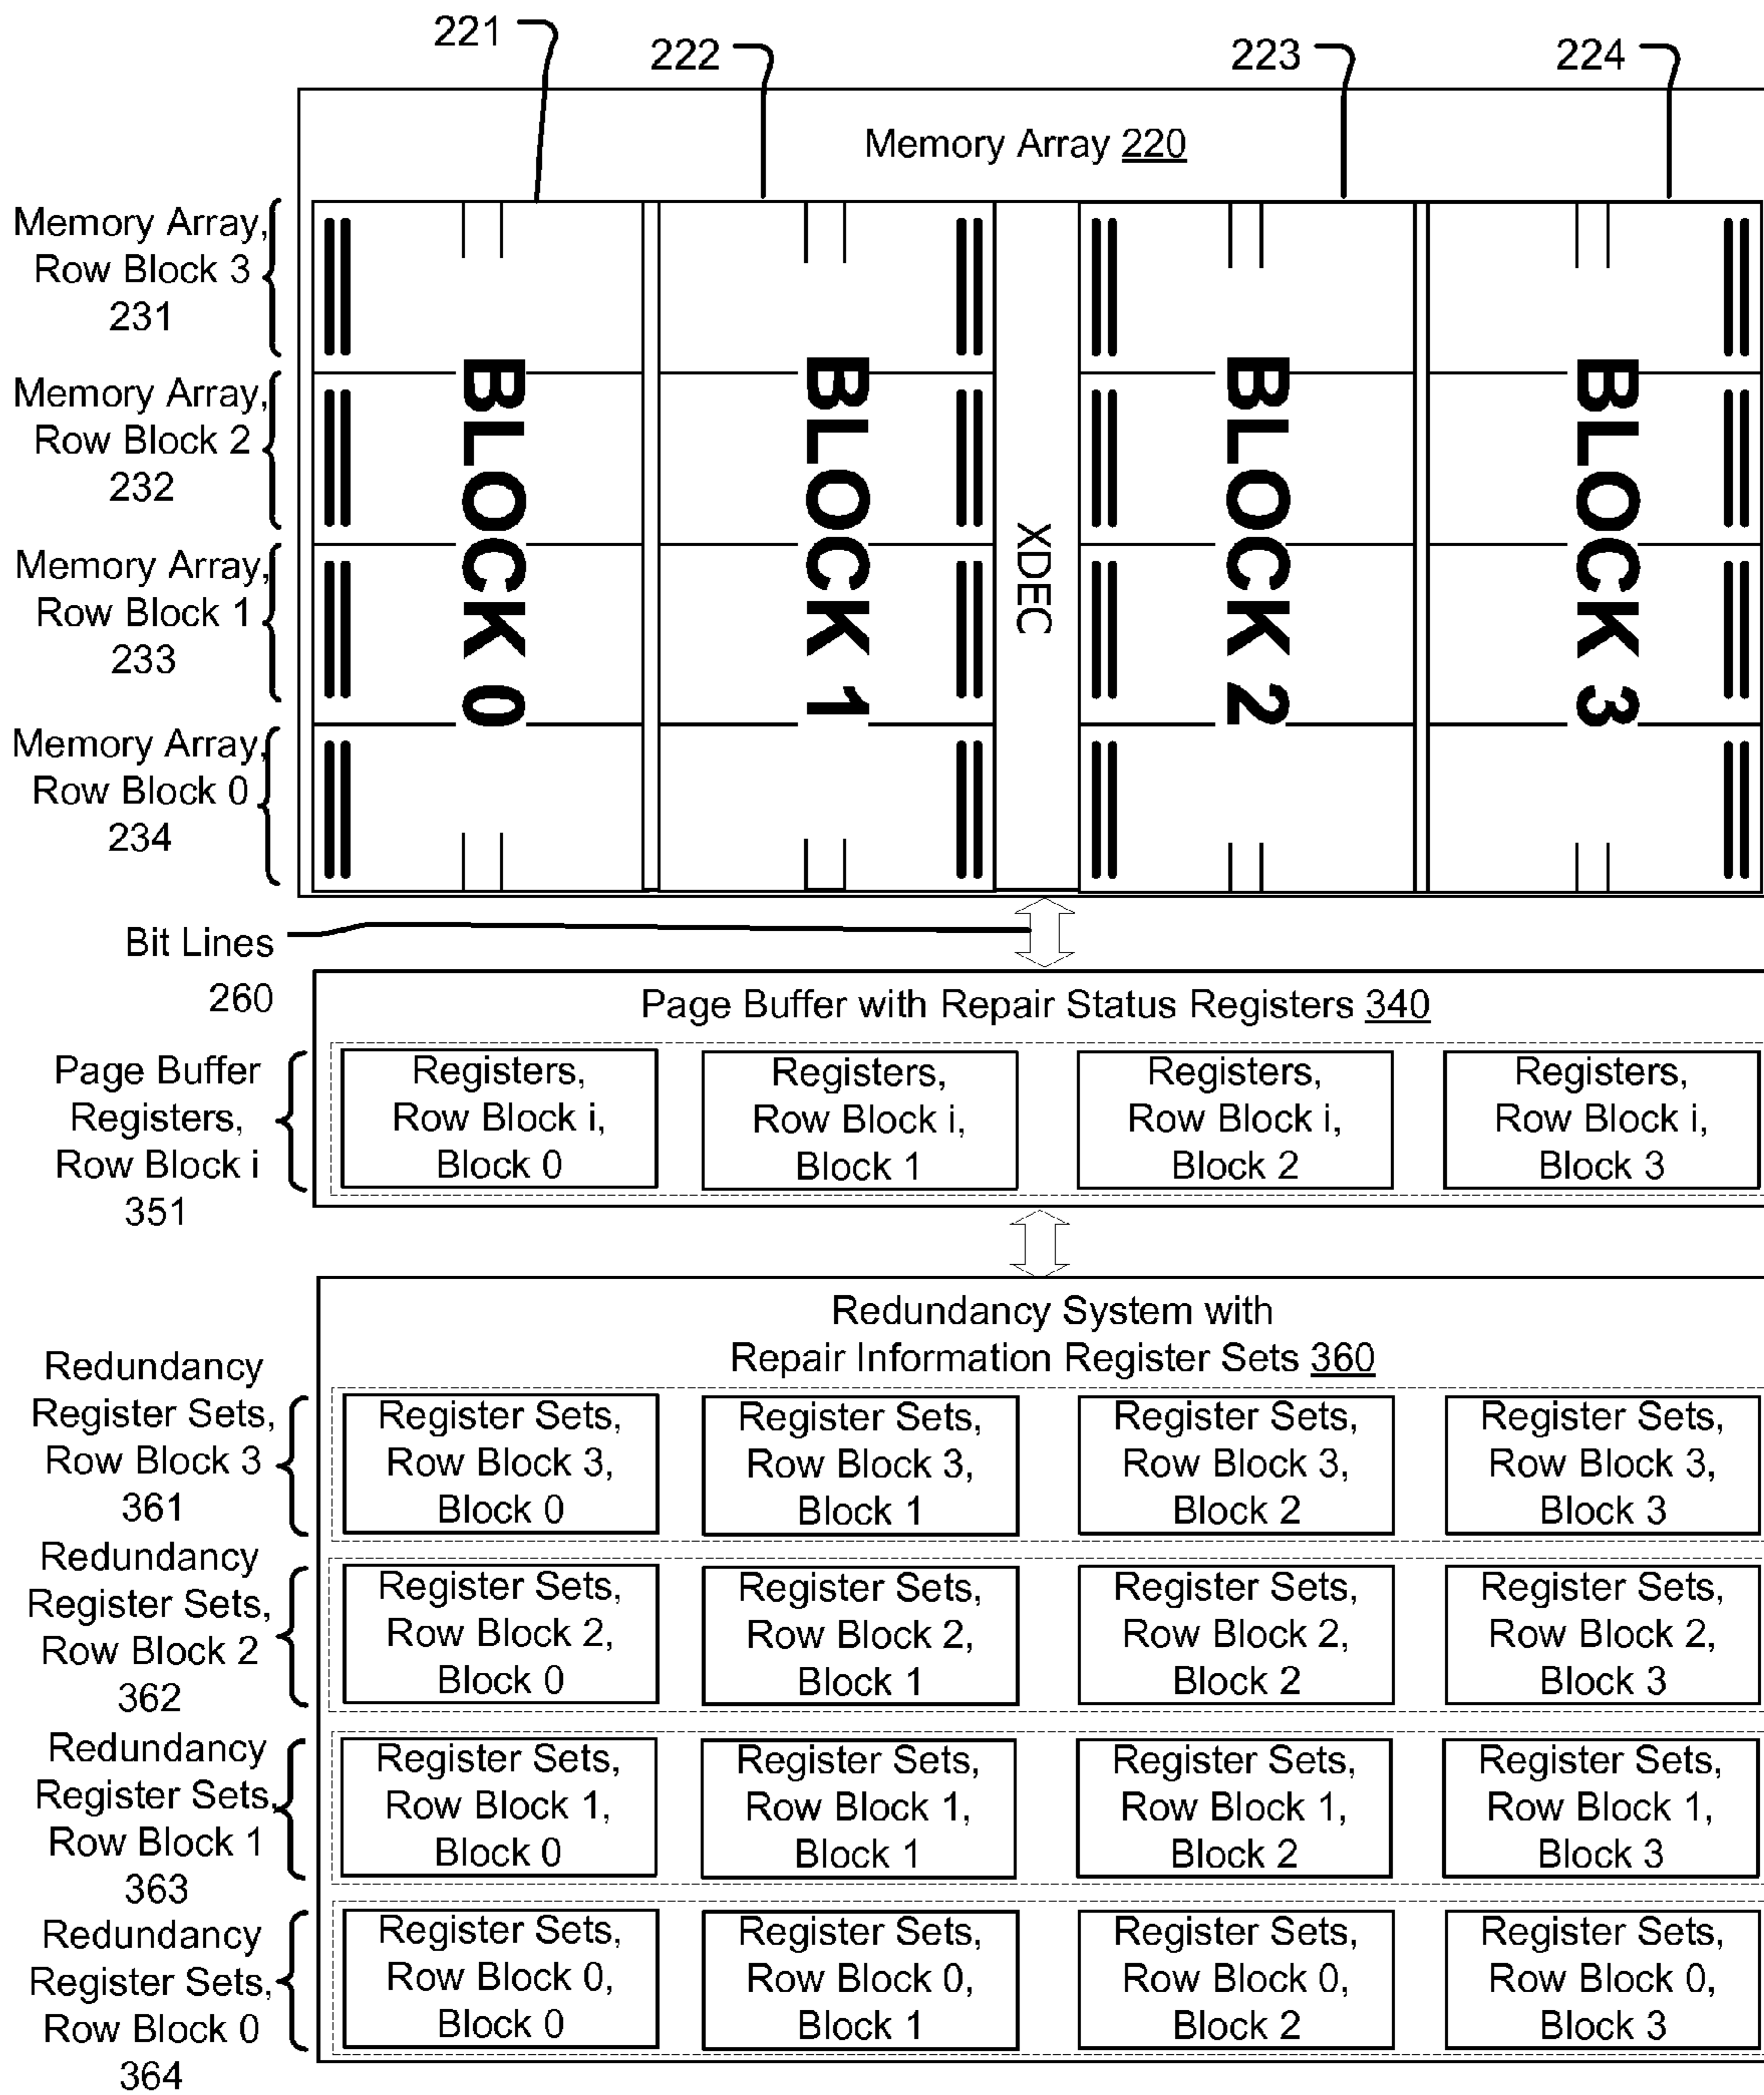 221
222
223
224
Memory Array 220
Memory Array,
Row Block 3
231
Memory Array,
Row Block 2
232
Memory Array,
Row Block 1
233
Memory Array,
Row Block 0
234
BLOCK 0
BLOCK 1
XDEC
BLOCK 2
BLOCK 3
Bit Lines
260
Page Buffer with Repair Status Registers 340
Page Buffer
Registers,
Row Block i
351
Registers,
Row Block i,
Block 0
Registers,
Row Block i,
Block 1
Registers,
Row Block i,
Block 2
Registers,
Row Block i,
Block 3
Redundancy System with
Repair Information Register Sets 360
Redundancy
Register Sets,
Row Block 3
361
Register Sets,
Row Block 3,
Block 0
Register Sets,
Row Block 3,
Block 1
Register Sets,
Row Block 3,
Block 2
Register Sets,
Row Block 3,
Block 3
Redundancy
Register Sets,
Row Block 2
362
Register Sets,
Row Block 2,
Block 0
Register Sets,
Row Block 2,
Block 1
Register Sets,
Row Block 2,
Block 2
Register Sets,
Row Block 2,
Block 3
Redundancy
Register Sets,
Row Block 1
363
Register Sets,
Row Block 1,
Block 0
Register Sets,
Row Block 1,
Block 1
Register Sets,
Row Block 1,
Block 2
Register Sets,
Row Block 1,
Block 3
Redundancy
Register Sets,
Row Block 0
364
Register Sets,
Row Block 0,
Block 0
Register Sets,
Row Block 0,
Block 1
Register Sets,
Row Block 0,
Block 2
Register Sets,
Row Block 0,
Block 3